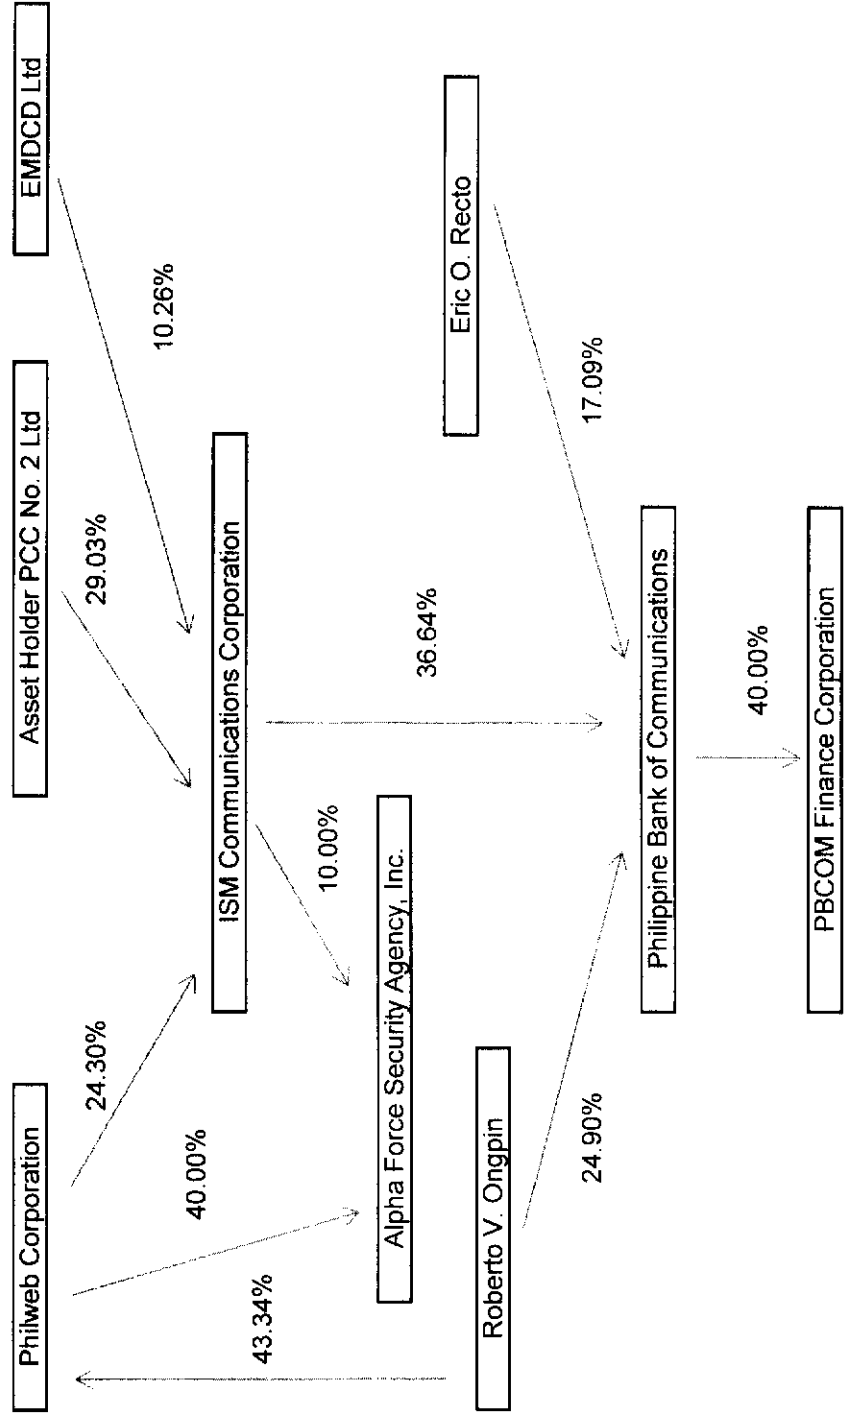 Philweb Corporation
Asset Holder PCC No. 2 Ltd
EMDCD Ltd
24.30%
29.03%
10.26%
40.00%
ISM Communications Corporation
43.34%
10.00%
36.64%
Alpha Force Security Agency, Inc.
Eric O. Recto
Roberto V. Ongpin
24.90%
17.09%
Philippine Bank of Communications
40.00%
PBCOM Finance Corporation